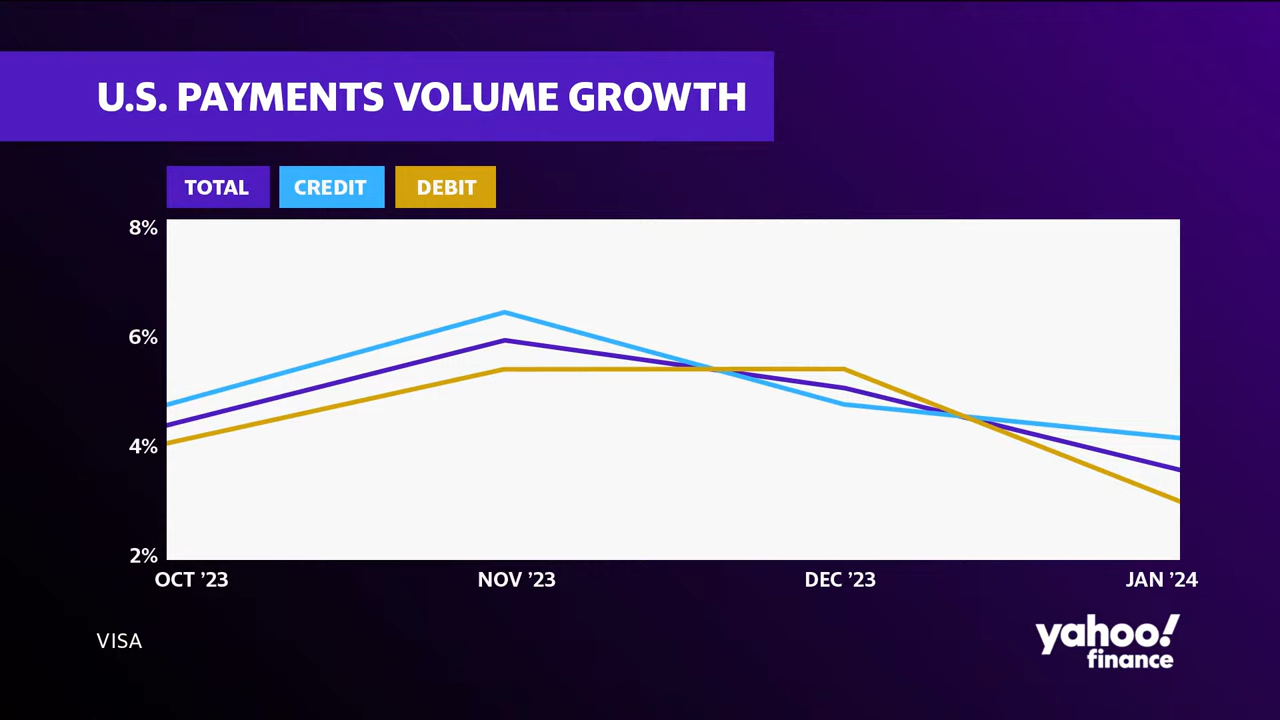 U.S. PAYMENTS VOLUME GROWTH
TOTAL CREDIT DEBIT
8%
6%
4%
2%
OCT ’23 NOV ’23 DEC ’23 JAN ’24
VISA
yahoo!
finance